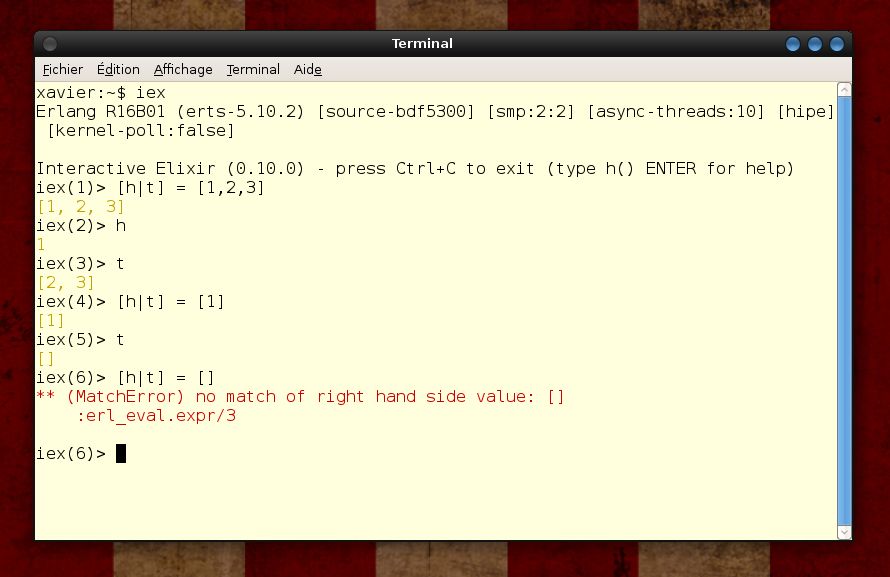 Terminal
Fichier Édition Affichage Terminal Aide
xavier:~$ iex
Erlang R16B01 (erts-5.10.2) [source-bdf5300] [smp:2:2] [async-threads:10] [hipe]
[kernel-poll:false]
Interactive Elixir (0.10.0) - press Ctrl+C to exit (type h() ENTER for help)
iex(1)> [h|t] = [1,2,3]
[1, 2, 3]
iex(2)> h
1
iex(3)> t
[2, 3]
iex(4)> [h|t] = [1]
[1]
iex(5)> t
[]
iex(6)> [h|t] = []
** (MatchError) no match of right hand side value: []
:erl_eval.expr/3
iex(6)>